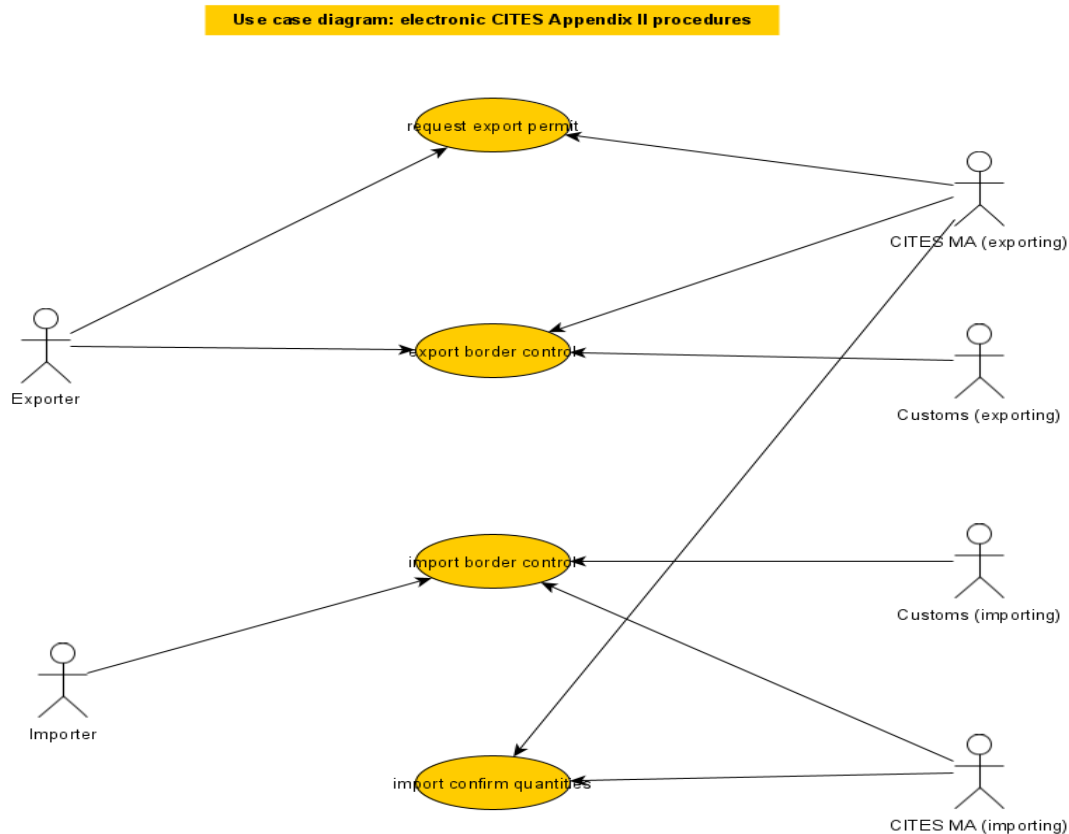 Use case diagram: electronic CITES Appendix II procedures
request export permit
CITES MA (exporting)
export border control
Exporter
Customs (exporting)
import border control
Customs (importing)
Importer
import confirm quantities
CITES MA (importing)